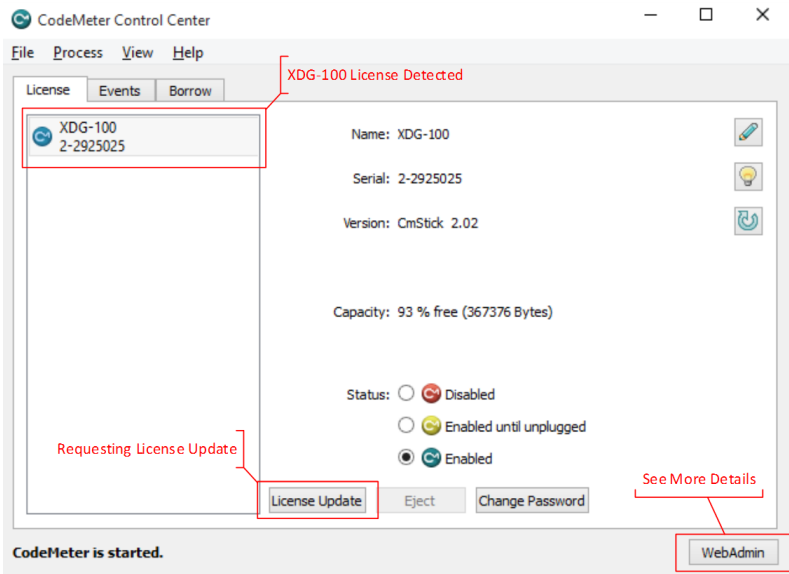 CodeMeter Control Center
File Process View Help
XDG-100 License Detected
License Events Borrow
XDG-100
2-2925025
Name: XDG-100
Serial: 2-2925025
Version: CmStick 2.02
Capacity: 93 % free (367376 Bytes)
Status: Disabled
Enabled until unplugged
Enabled
Requesting License Update
See More Details
License Update Eject Change Password
CodeMeter is started. WebAdmin